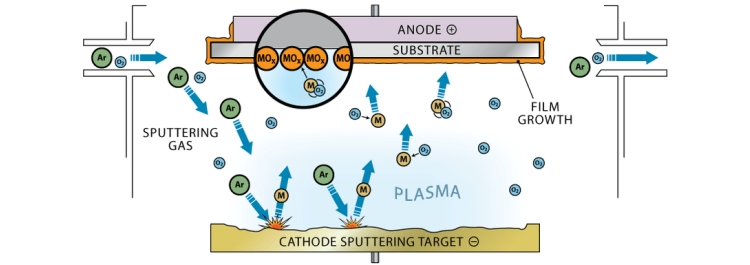 ANODE ⊕
SUBSTRATE
MOx MOx MOx MO
M O2
Ar O2
Ar O2
Ar
SPUTTERING
GAS
Ar
Ar
M
M
O2
O2
O2
M
M O2
M O2
O2
O2
O2
O2
PLASMA
FILM
GROWTH
Ar O2
CATHODE SPUTTERING TARGET ⊖